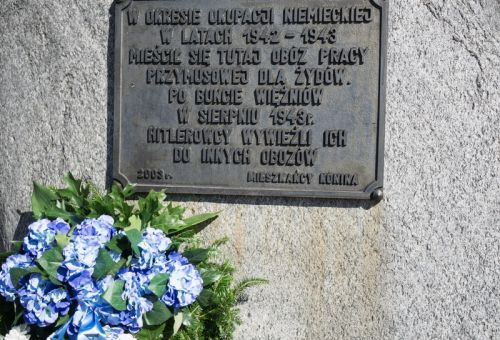 W OKRESIE OKUPACJI NIEMIECKIEJ
W LATACH 1942 - 1943
MIEŚCIŁ SIĘ TUTAJ OBÓZ PRACY
PRZYMUSOWEJ DLA ŻYDÓW.
PO BUNCIE WIĘŹNIÓW
W SIERPNIU 1943r.
HITLEROWCY WYWIEŹLI ICH
DO INNYCH OBOZÓW
2003 r. MIESZKAŃCY KONINA